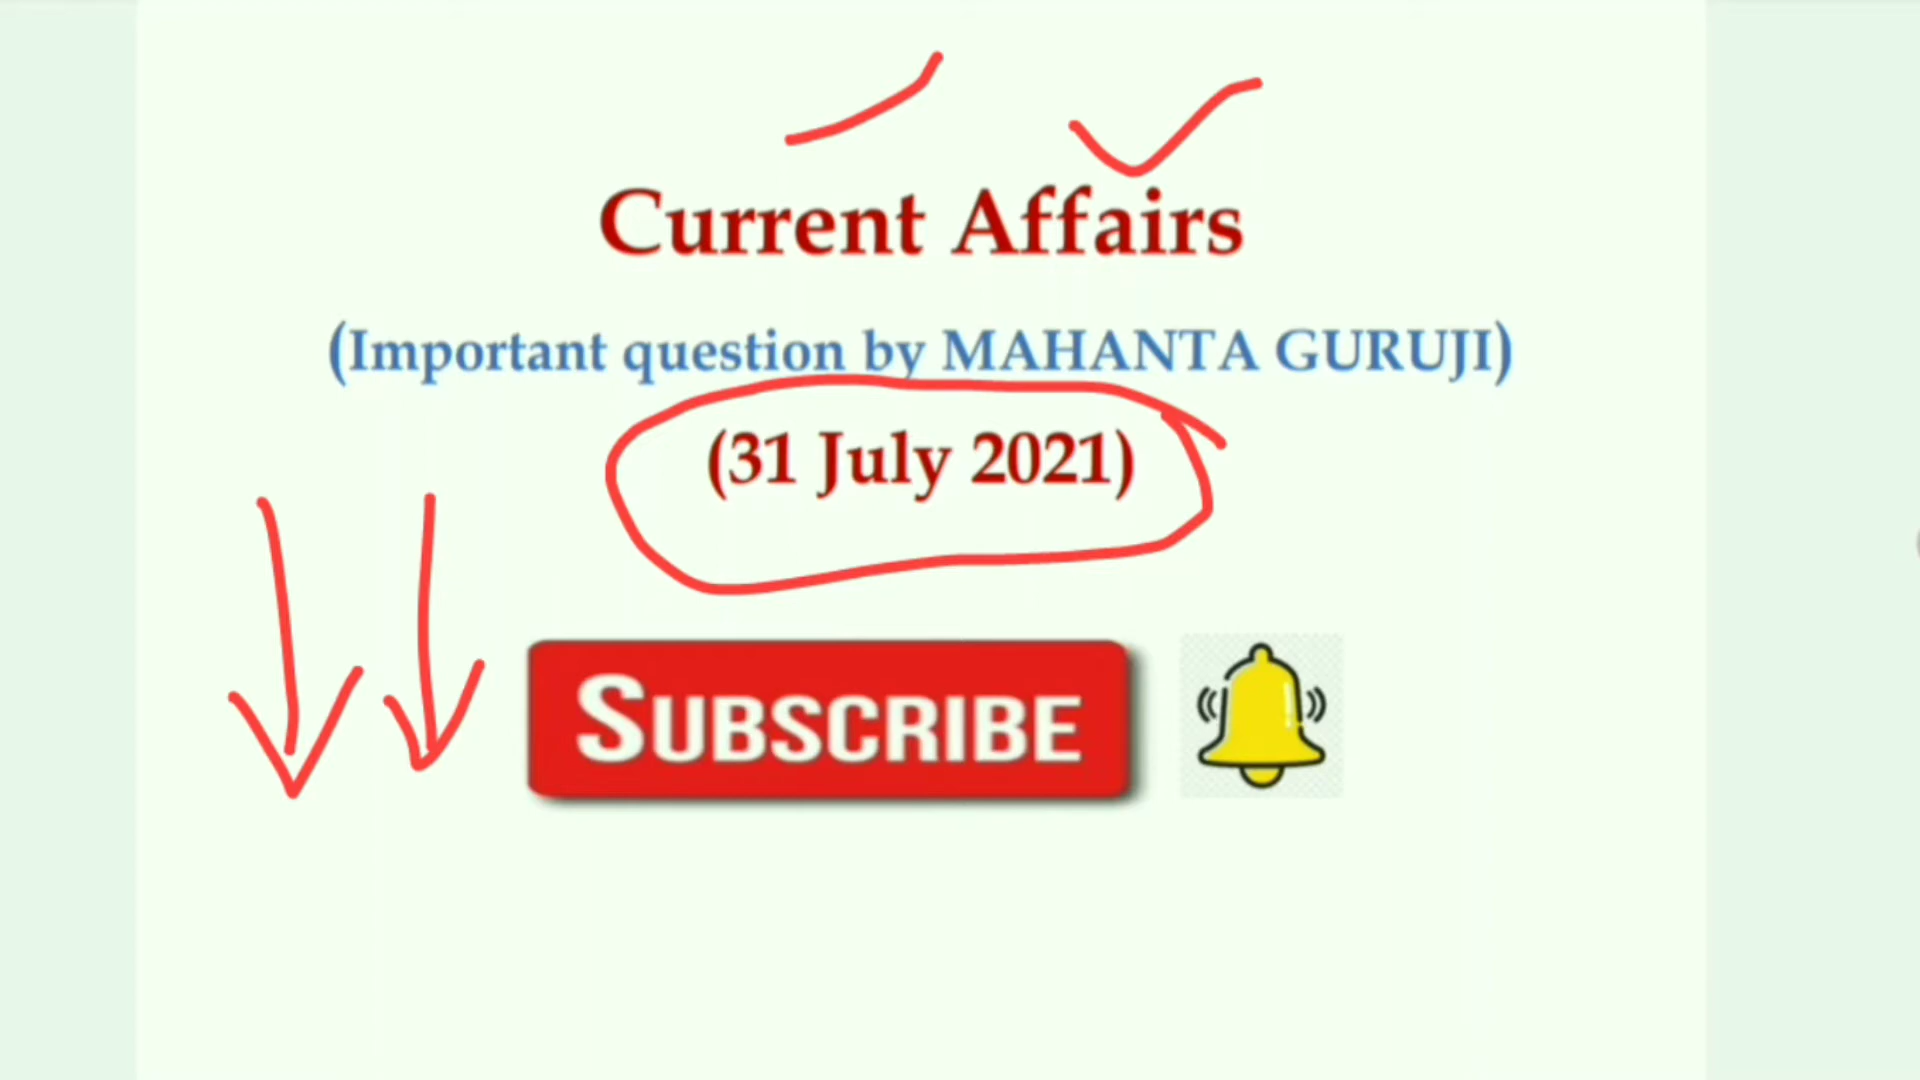 Current Affairs
(Important question by MAHANTA GURUJI)
(31 July 2021)
SUBSCRIBE